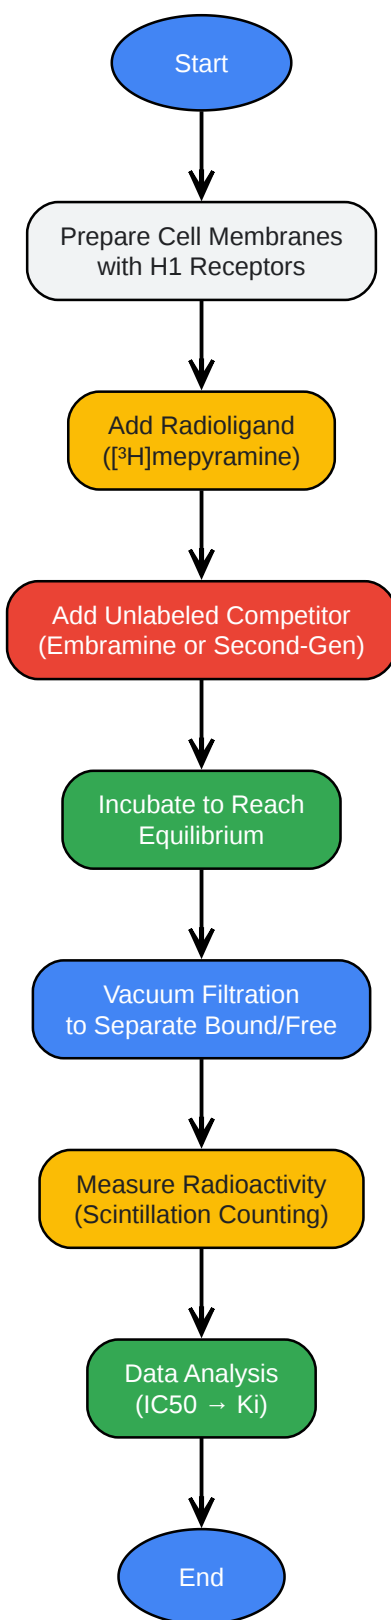 Start
Prepare Cell Membranes
with H1 Receptors
Add Radioligand
([³H]mepyramine)
Add Unlabeled Competitor
(Embramine or Second-Gen)
Incubate to Reach
Equilibrium
Vacuum Filtration
to Separate Bound/Free
Measure Radioactivity
(Scintillation Counting)
Data Analysis
(IC50 → Ki)
End